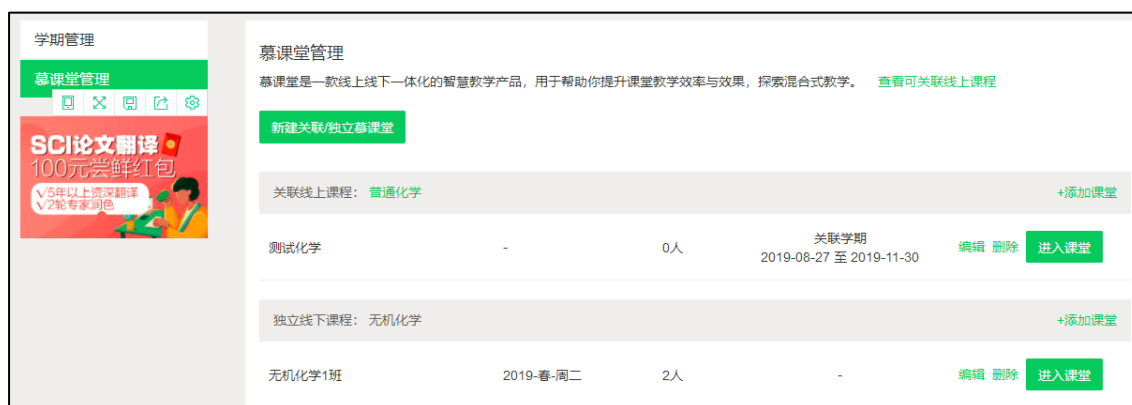 学期管理
慕课堂管理
SCI论文翻译
100元尝鲜红包
√5年以上资深翻译
√2轮专家润色
慕课堂管理
慕课堂是一款线上线下一体化的智慧教学产品，用于帮助你提升课堂教学效率与效果，探索混合式教学。 查看可关联线上课程
新建关联/独立慕课堂
关联线上课程： 普通化学 +添加课堂
测试化学 - 0人 关联学期 2019-08-27 至 2019-11-30 编辑 删除 进入课堂
独立线下课程： 无机化学 +添加课堂
无机化学1班 2019-春-周二 2人 - 编辑 删除 进入课堂